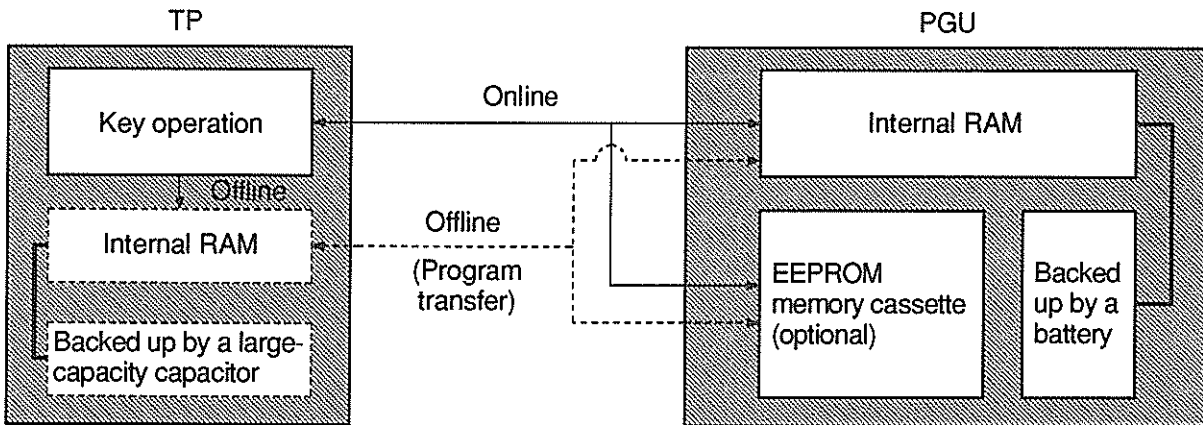 TP
PGU
Key operation
Online
Internal RAM
Offline
Internal RAM
Offline
(Program
transfer)
EEPROM
memory cassette
(optional)
Backed
up by a
battery
Backed up by a large-
capacity capacitor